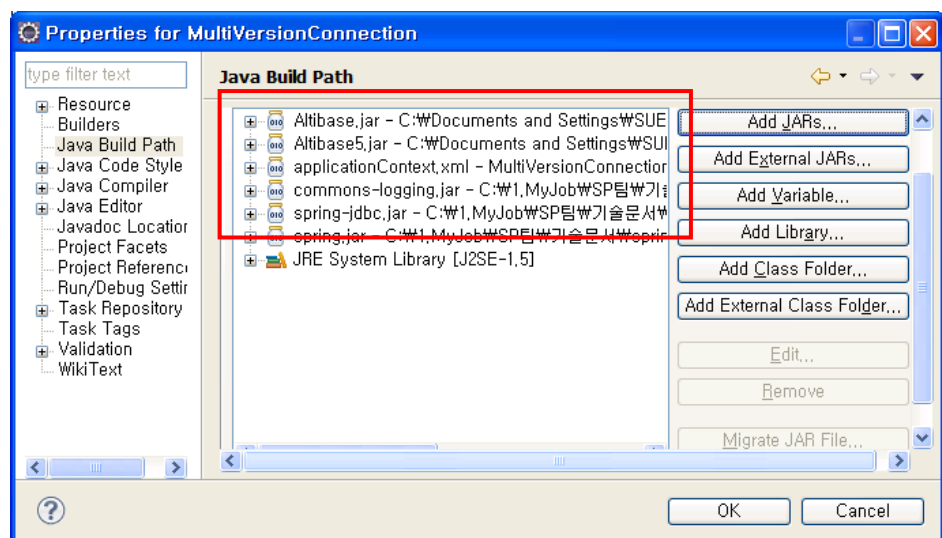 Properties for MultiVersionConnection
type filter text
Resource
Builders
Java Build Path
Java Code Style
Java Compiler
Java Editor
Javadoc Location
Project Facets
Project Referenc
Run/Debug Settir
Task Repository
Task Tags
Validation
WikiText
Java Build Path
Altibase.jar - C:₩Documents and Settings₩SUE
Altibase5.jar - C:₩Documents and Settings₩SUI
applicationContext.xml - MultiVersionConnection
commons-logging.jar - C:₩1.MyJob₩SP팀₩기술
spring-jdbc.jar - C:₩1.MyJob₩SP팀₩기술문서₩
spring.jar - C:₩1.MyJob₩SP팀₩기술문서₩sprin
JRE System Library [J2SE-1.5]
Add JARs...
Add External JARs...
Add Variable...
Add Library...
Add Class Folder...
Add External Class Folder...
Edit...
Remove
Migrate JAR File...
?
OK
Cancel